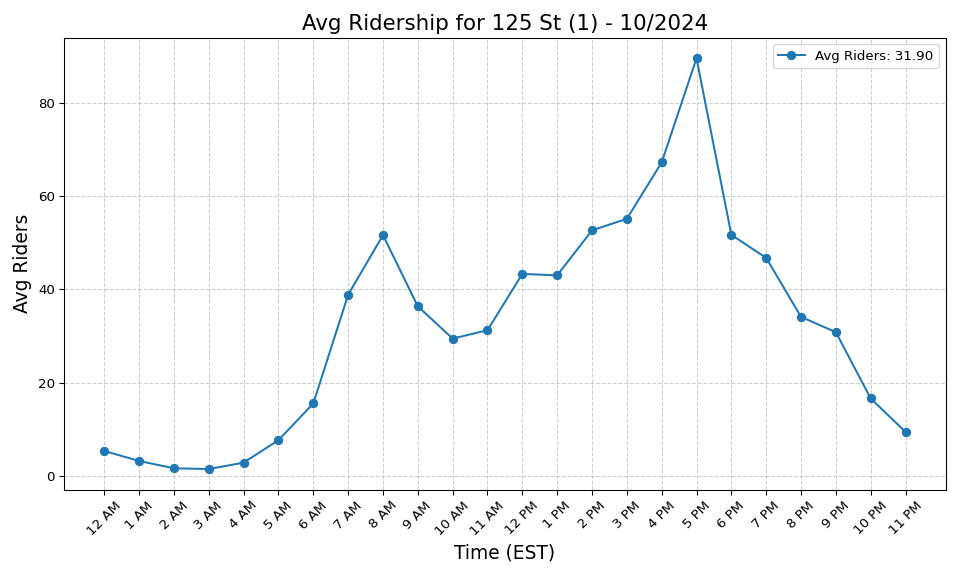 Avg Ridership for 125 St (1) - 10/2024
Avg Riders: 31.90
Avg Riders
80
60
40
20
0
12 AM
1 AM
2 AM
3 AM
4 AM
5 AM
6 AM
7 AM
8 AM
9 AM
10 AM
11 AM
12 PM
1 PM
2 PM
3 PM
4 PM
5 PM
6 PM
7 PM
8 PM
9 PM
10 PM
11 PM
Time (EST)